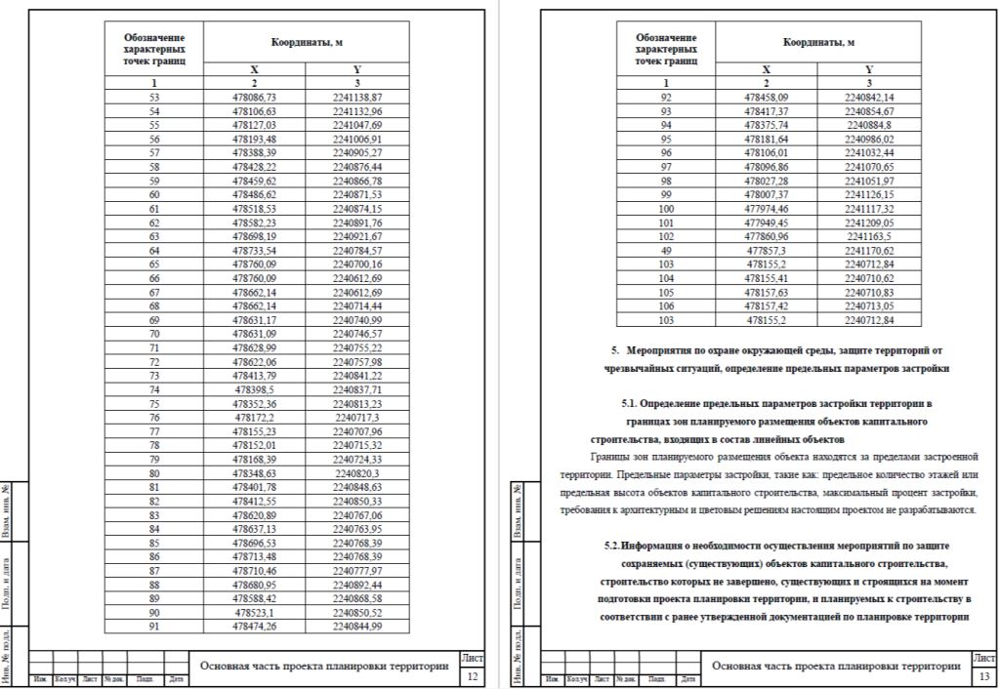 Обозначение
характерных
точек границ
Координаты, м
X Y
1 2 3
53 478086,73 2241138,87
54 478106,63 2241132,96
55 478127,03 2241047,69
56 478193,48 2241006,91
57 478388,39 2240905,27
58 478428,22 2240876,44
59 478459,62 2240866,78
60 478486,62 2240871,53
61 478518,53 2240874,15
62 478582,23 2240891,76
63 478698,19 2240921,67
64 478733,54 2240784,57
65 478760,09 2240700,16
66 478760,09 2240612,69
67 478662,14 2240612,69
68 478662,14 2240714,44
69 478631,17 2240740,99
70 478631,09 2240746,57
71 478628,99 2240755,22
72 478622,06 2240757,98
73 478413,79 2240841,22
74 478398,5 2240837,71
75 478352,36 2240813,23
76 478172,2 2240717,3
77 478155,23 2240707,96
78 478152,01 2240715,32
79 478168,39 2240724,33
80 478348,63 2240820,3
81 478401,78 2240848,63
82 478412,55 2240850,33
83 478620,89 2240767,06
84 478637,13 2240763,95
85 478696,53 2240768,39
86 478713,48 2240768,39
87 478710,46 2240777,97
88 478680,95 2240892,44
89 478588,42 2240868,58
90 478523,1 2240850,52
91 478474,26 2240844,99
Взам. инв. №
Подп. и дата
Инв. № подл.
Изм. Кол.уч Лист № док. Подп. Дата
Основная часть проекта планировки территории
Лист
12
Обозначение
характерных
точек границ
Координаты, м
X Y
1 2 3
92 478458,09 2240842,14
93 478417,37 2240854,67
94 478375,74 2240884,8
95 478181,64 2240986,02
96 478106,01 2241032,44
97 478096,86 2241070,65
98 478027,28 2241051,97
99 478007,37 2241126,15
100 477974,46 2241117,32
101 477949,45 2241209,05
102 477860,96 2241163,5
49 477857,3 2241170,62
103 478155,2 2240712,84
104 478155,41 2240710,62
105 478157,63 2240710,83
106 478157,42 2240713,05
103 478155,2 2240712,84
5. Мероприятия по охране окружающей среды, защите территорий от
чрезвычайных ситуаций, определение предельных параметров застройки
5.1. Определение предельных параметров застройки территории в
границах зон планируемого размещения объектов капитального
строительства, входящих в состав линейных объектов
Границы зон планируемого размещения объекта находятся за пределами застроенной
территории. Предельные параметры застройки, такие как: предельное количество этажей или
предельная высота объектов капитального строительства, максимальный процент застройки,
требования к архитектурным и цветовым решениям настоящим проектом не разрабатываются.
5.2.Информация о необходимости осуществления мероприятий по защите
сохраняемых (существующих) объектов капитального строительства,
строительство которых не завершено, существующих и строящихся на момент
подготовки проекта планировки территории, и планируемых к строительству в
соответствии с ранее утвержденной документацией по планировке территории
Взам. инв. №
Подп. и дата
Инв. № подл.
Изм. Кол.уч Лист № док. Подп. Дата
Основная часть проекта планировки территории
Лист
13